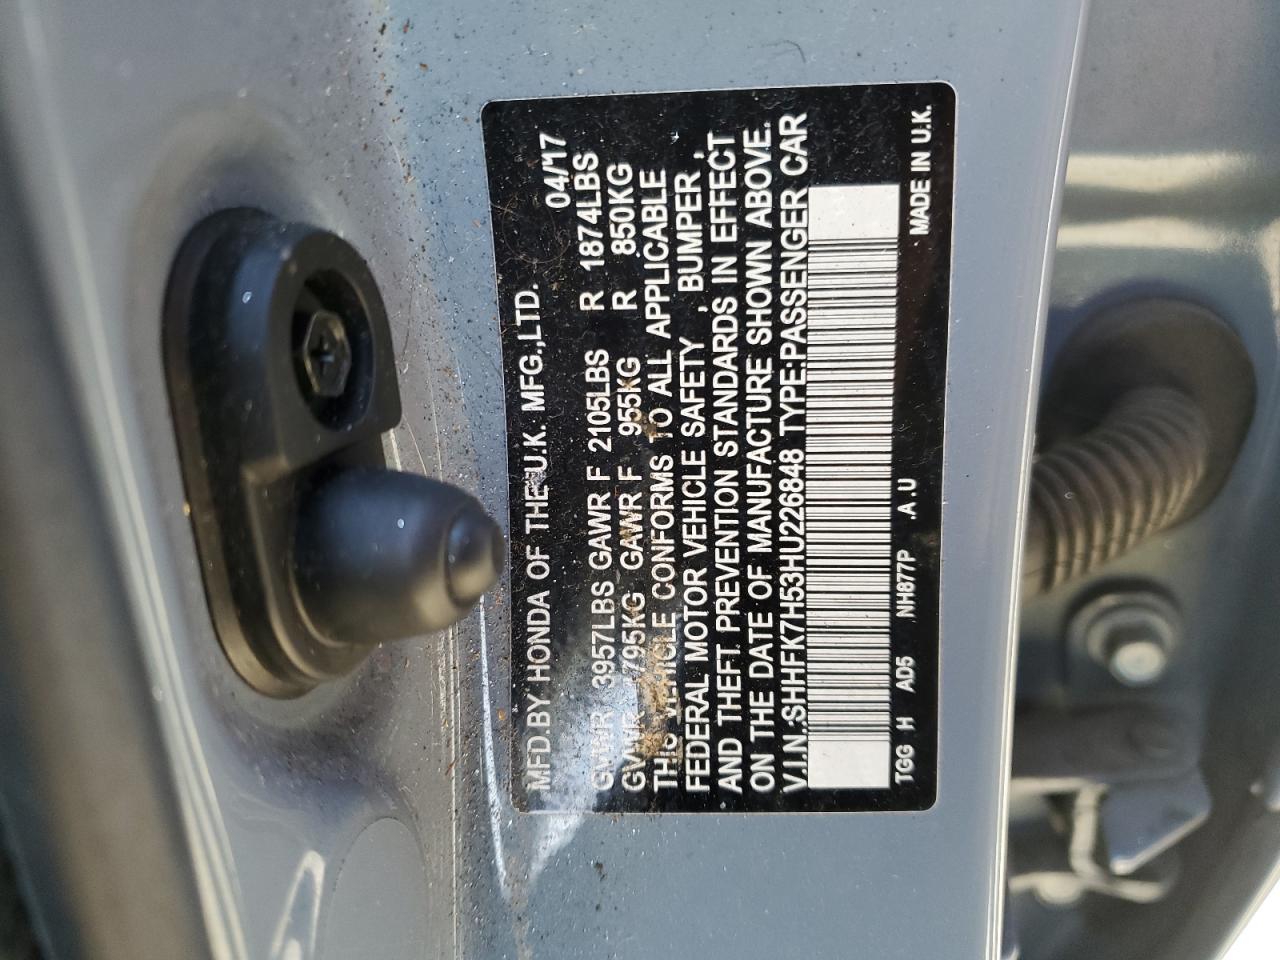 MFD.BY HONDA OF THE U.K. MFG.,LTD. 04/17
GVWR 3957LBS GAWR F 2105LBS R 1874LBS
GVWR 1795KG GAWR F 955KG R 850KG
THIS VEHICLE CONFORMS TO ALL APPLICABLE
FEDERAL MOTOR VEHICLE SAFETY , BUMPER ,
AND THEFT PREVENTION STANDARDS IN EFFECT
ON THE DATE OF MANUFACTURE SHOWN ABOVE.
V.I.N.:SHHFK7H53HU226848 TYPE:PASSENGER CAR
TGG H AD5 NH877P .A.U MADE IN U.K.